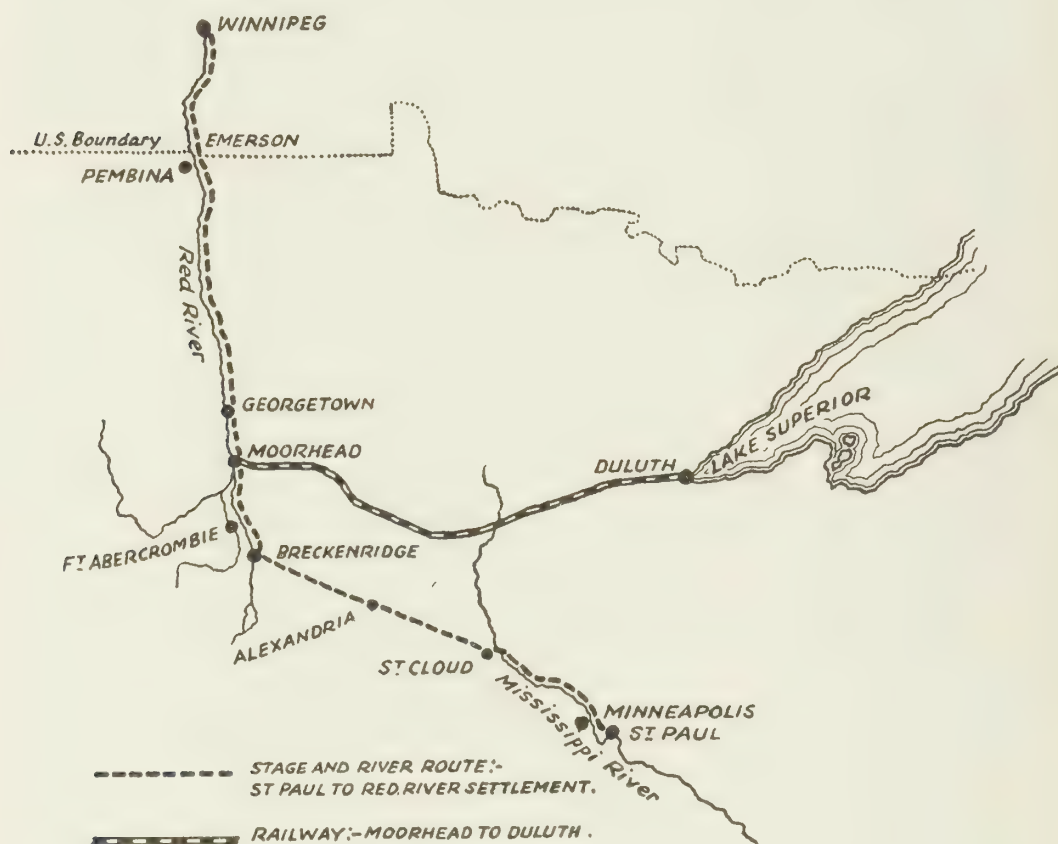 WINNIPEG
U.S. Boundary
EMERSON
PEMBINA
Red River
GEORGETOWN
MOORHEAD
DULUTH
LAKE SUPERIOR
FT ABERCROMBIE
BRECKENRIDGE
ALEXANDRIA
ST CLOUD
Mississippi River
MINNEAPOLIS
ST PAUL
STAGE AND RIVER ROUTE:-
ST PAUL TO RED RIVER SETTLEMENT.
RAILWAY:- MOORHEAD TO DULUTH.